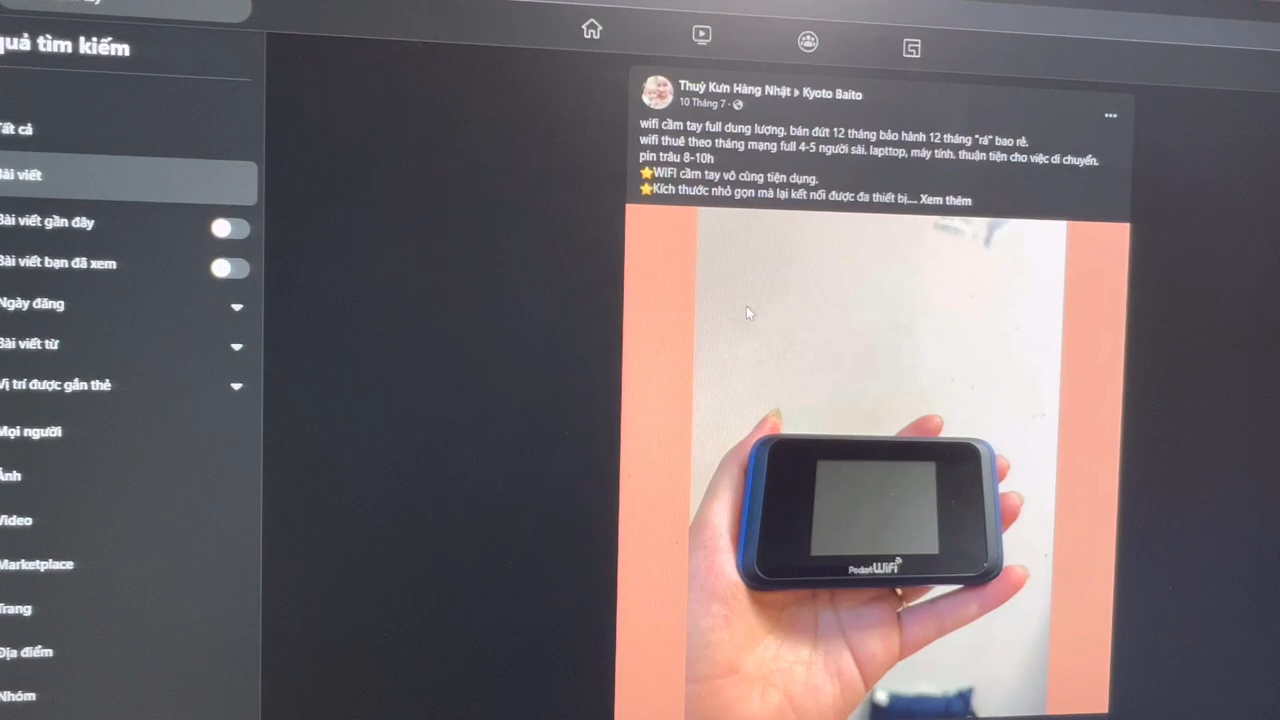 quả tìm kiếm
Tất cả
Bài viết
Bài viết gần đây
Bài viết bạn đã xem
Ngày đăng
Bài viết từ
Vị trí được gắn thẻ
Mọi người
Ảnh
Video
Marketplace
Trang
Địa điểm
Nhóm
Thuỳ Kưn Hàng Nhật ▸ Kyoto Baito
10 Tháng 7 ·
wifi cầm tay full dung lượng. bán đứt 12 tháng bảo hành 12 tháng "rá" bao rẻ.
wifi thuê theo tháng mạng full 4-5 người sài. lapttop, máy tính. thuận tiện cho việc di chuyển.
pin trâu 8-10h
⭐WIFI cầm tay vô cùng tiện dụng.
⭐Kích thước nhỏ gọn mà lại kết nối được đa thiết bị.... Xem thêm
Pocket WiFi